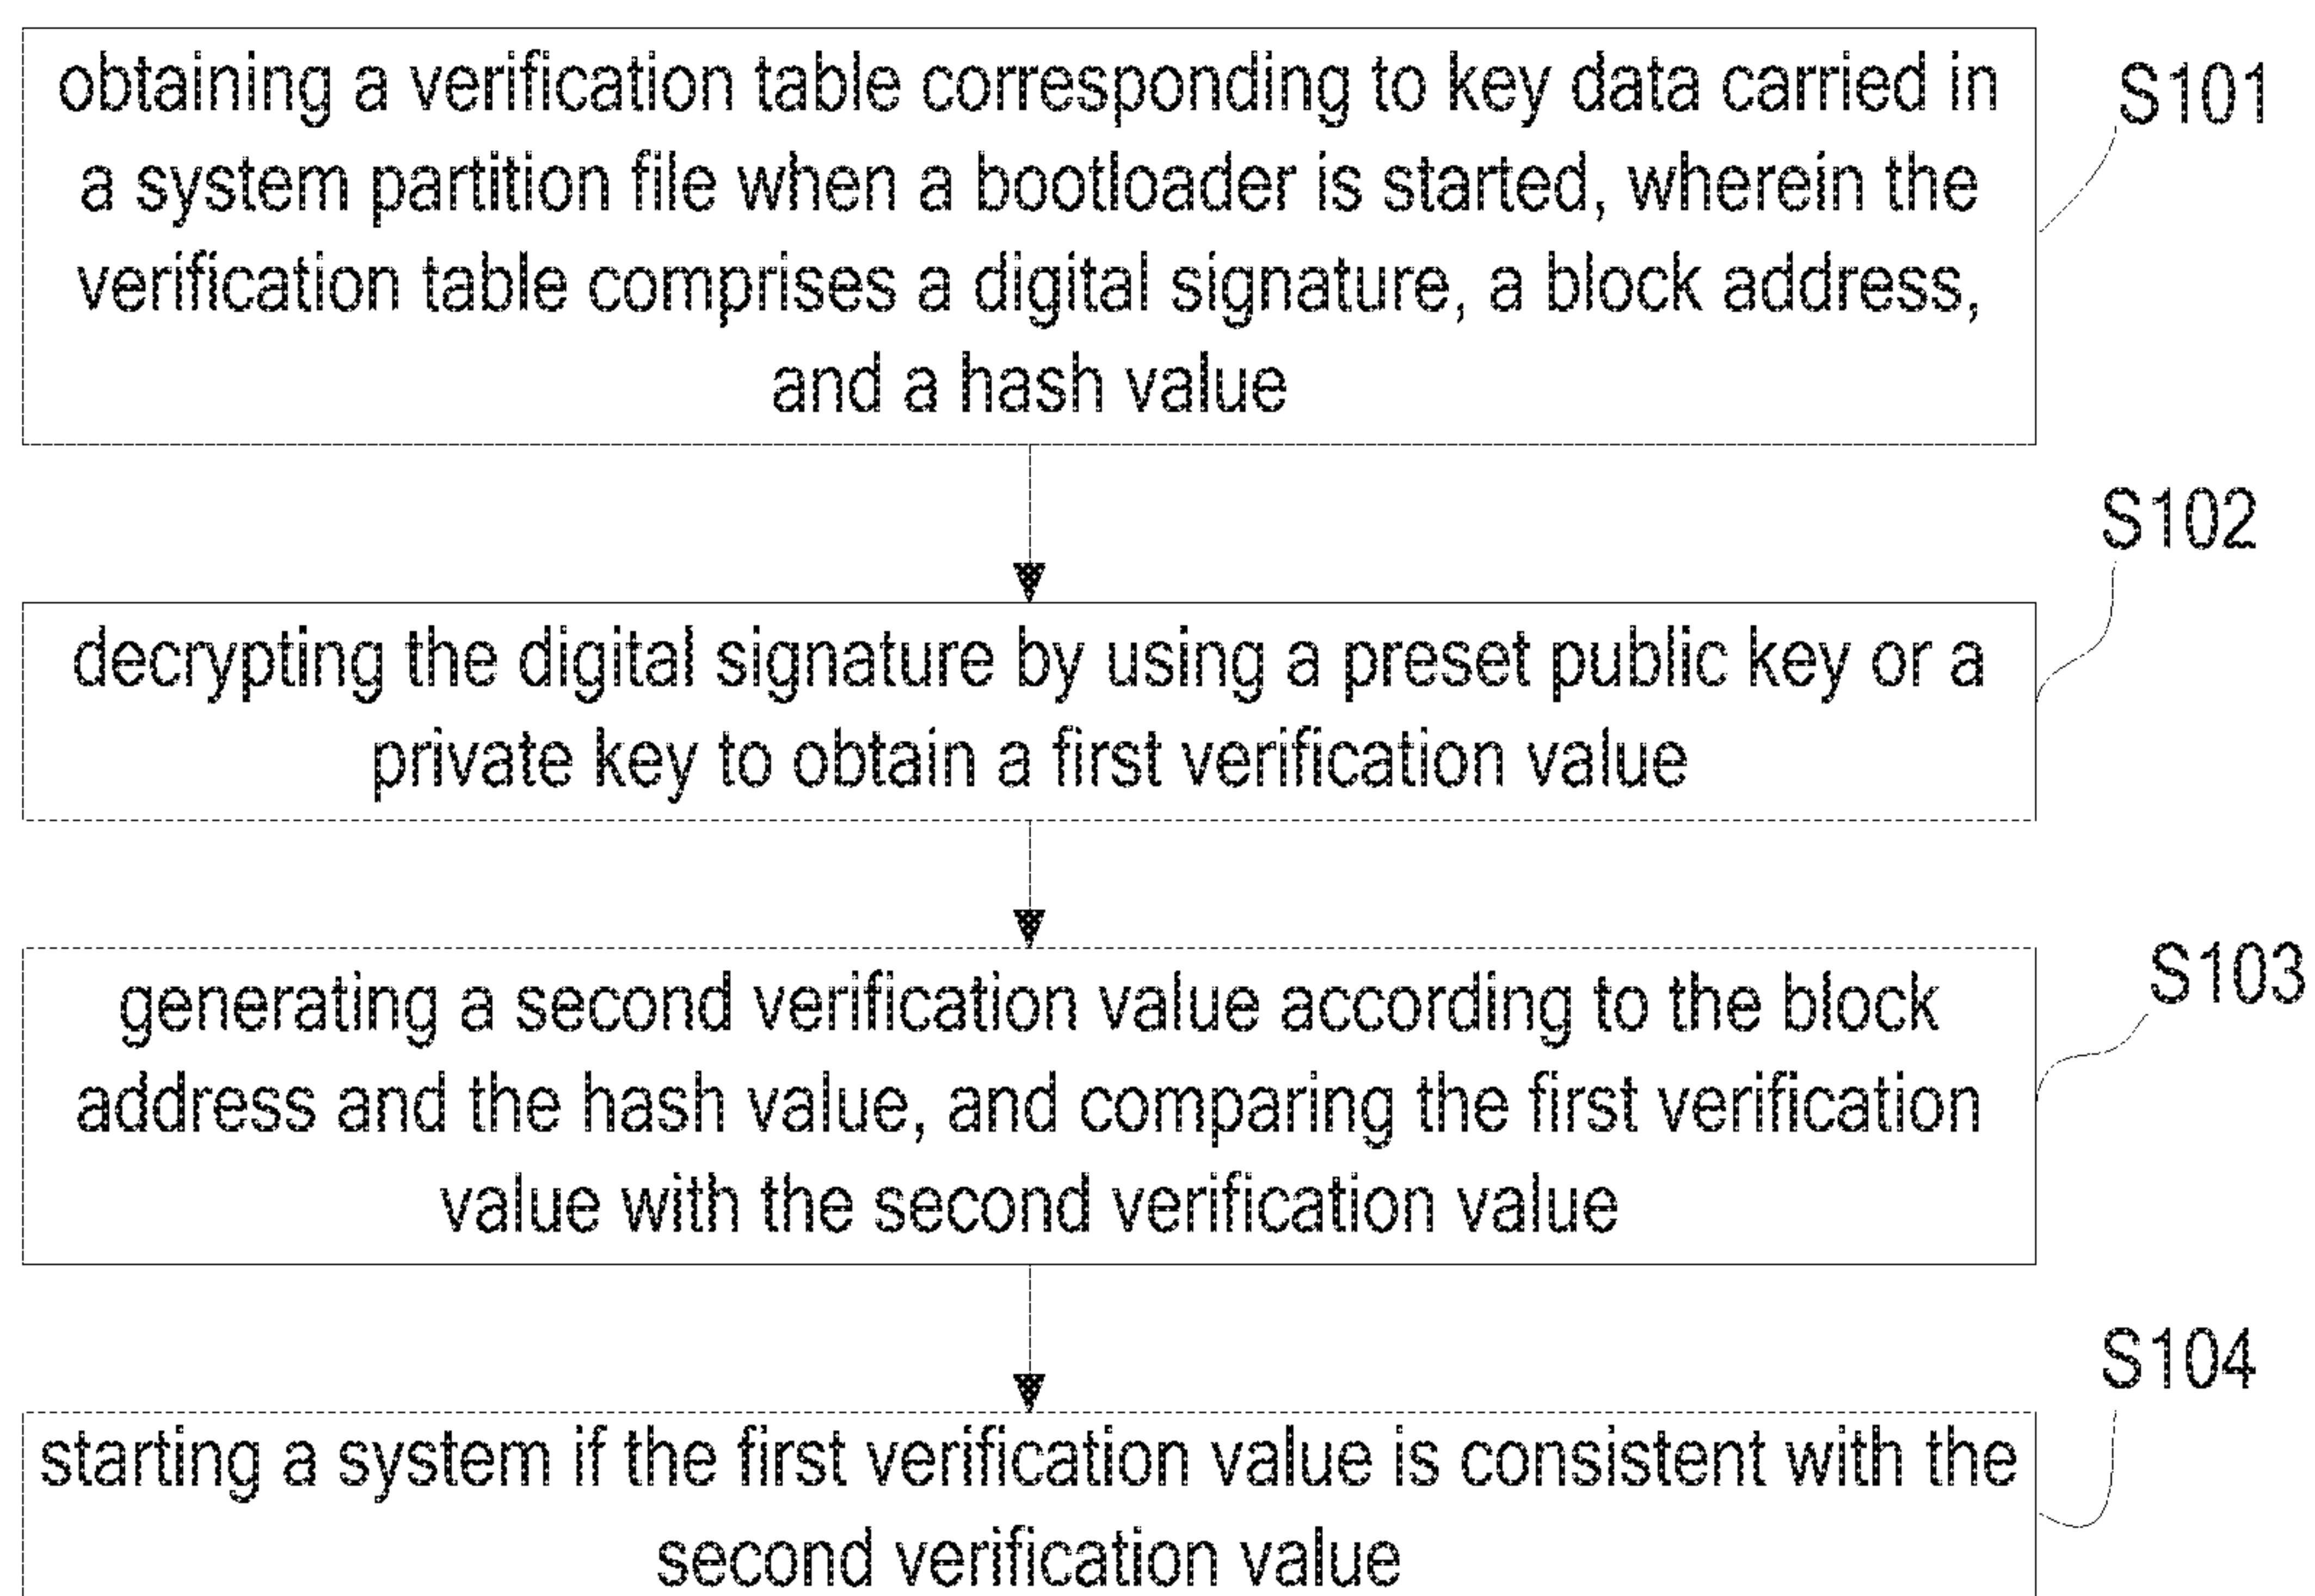 obtaining a verification table corresponding to key data carried in
a system partition file when a bootloader is started, wherein the
verification table comprises a digital signature, a block address,
and a hash value
S101
S102
decrypting the digital signature by using a preset public key or a
private key to obtain a first verification value
S103
generating a second verification value according to the block
address and the hash value, and comparing the first verification
value with the second verification value
S104
starting a system if the first verification value is consistent with the
second verification value